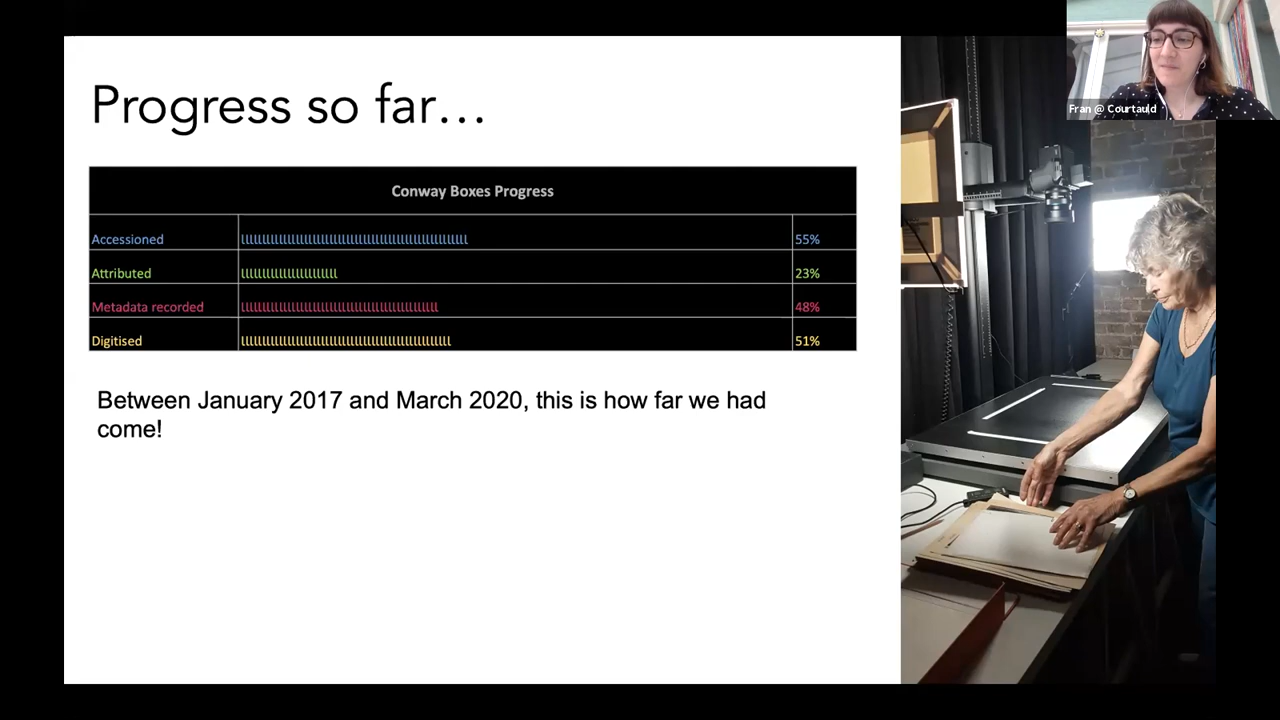 Progress so far...
Conway Boxes Progress
Accessioned 55%
Attributed 23%
Metadata recorded 48%
Digitised 51%
Between January 2017 and March 2020, this is how far we had
come!
Fran @ Courtauld